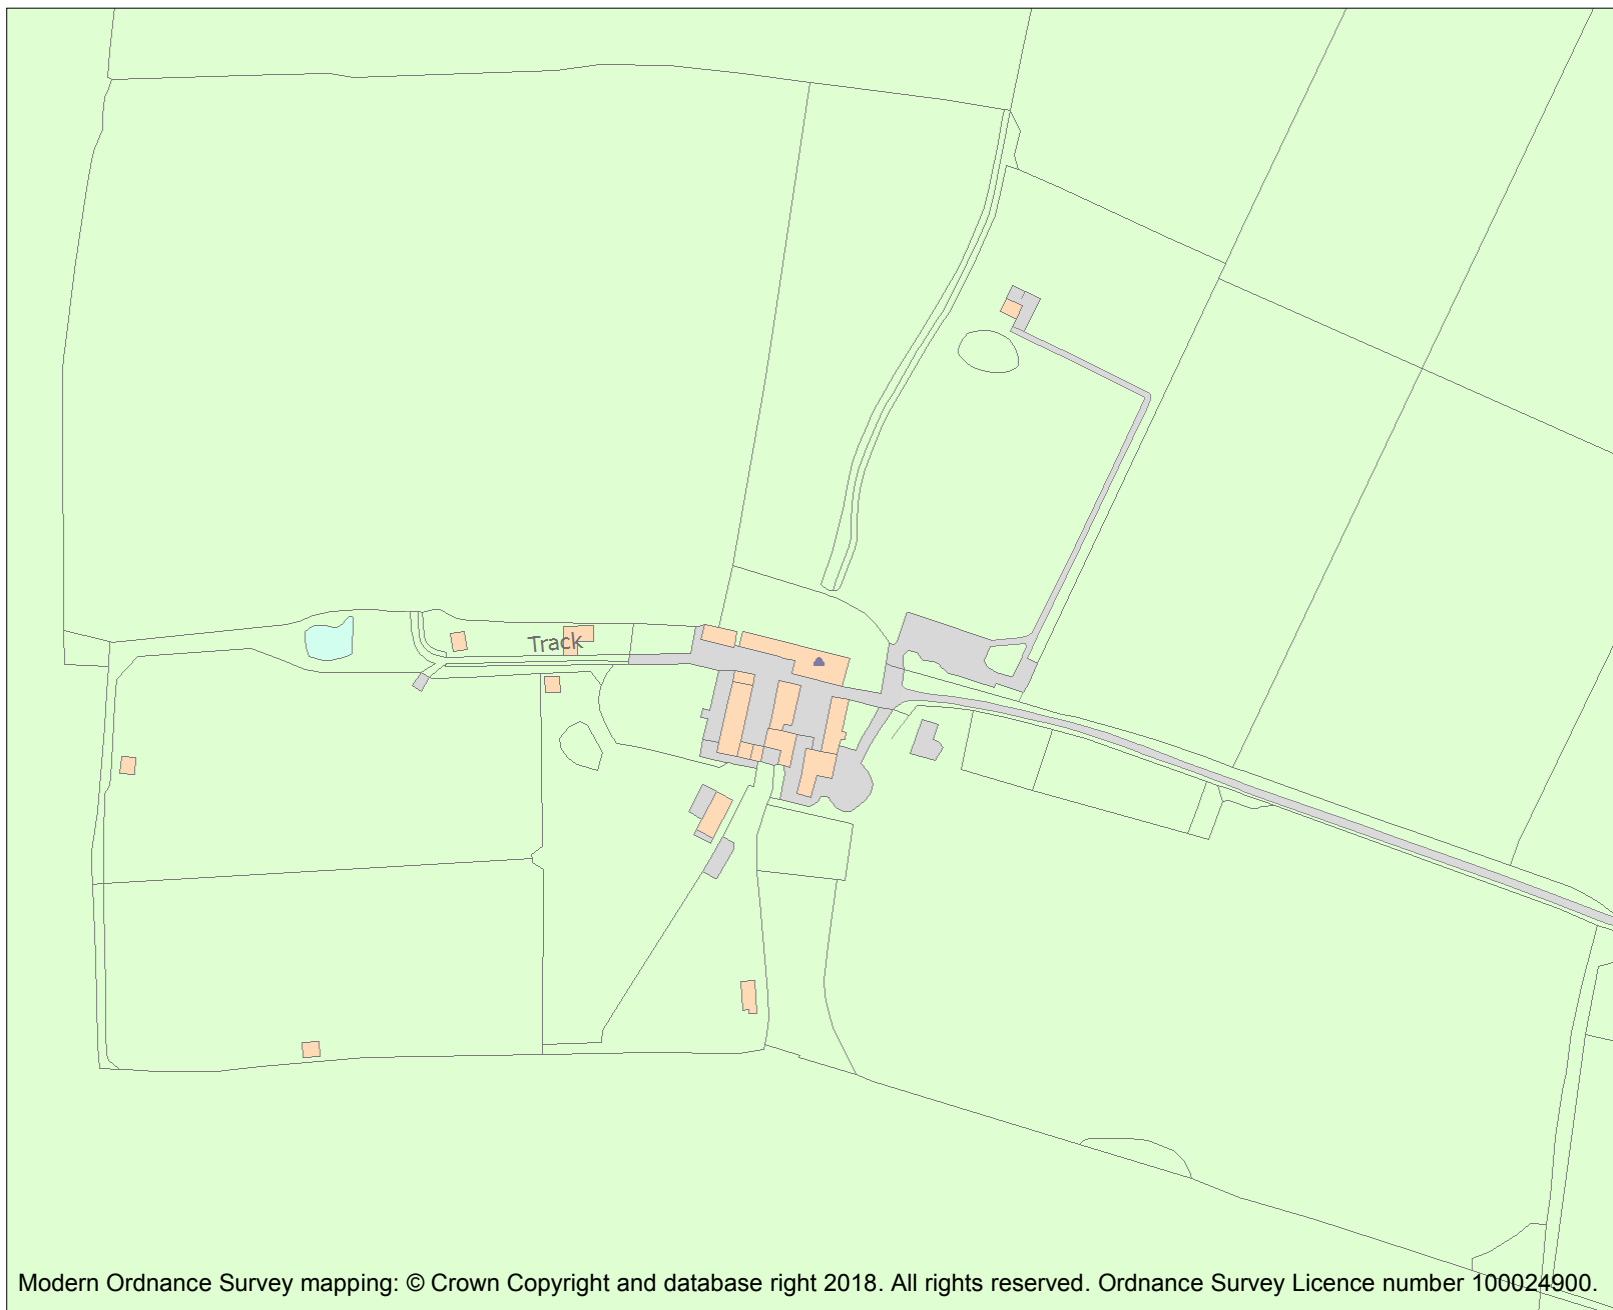 Track
Modern Ordnance Survey mapping: © Crown Copyright and database right 2018. All rights reserved. Ordnance Survey Licence number 100024900.